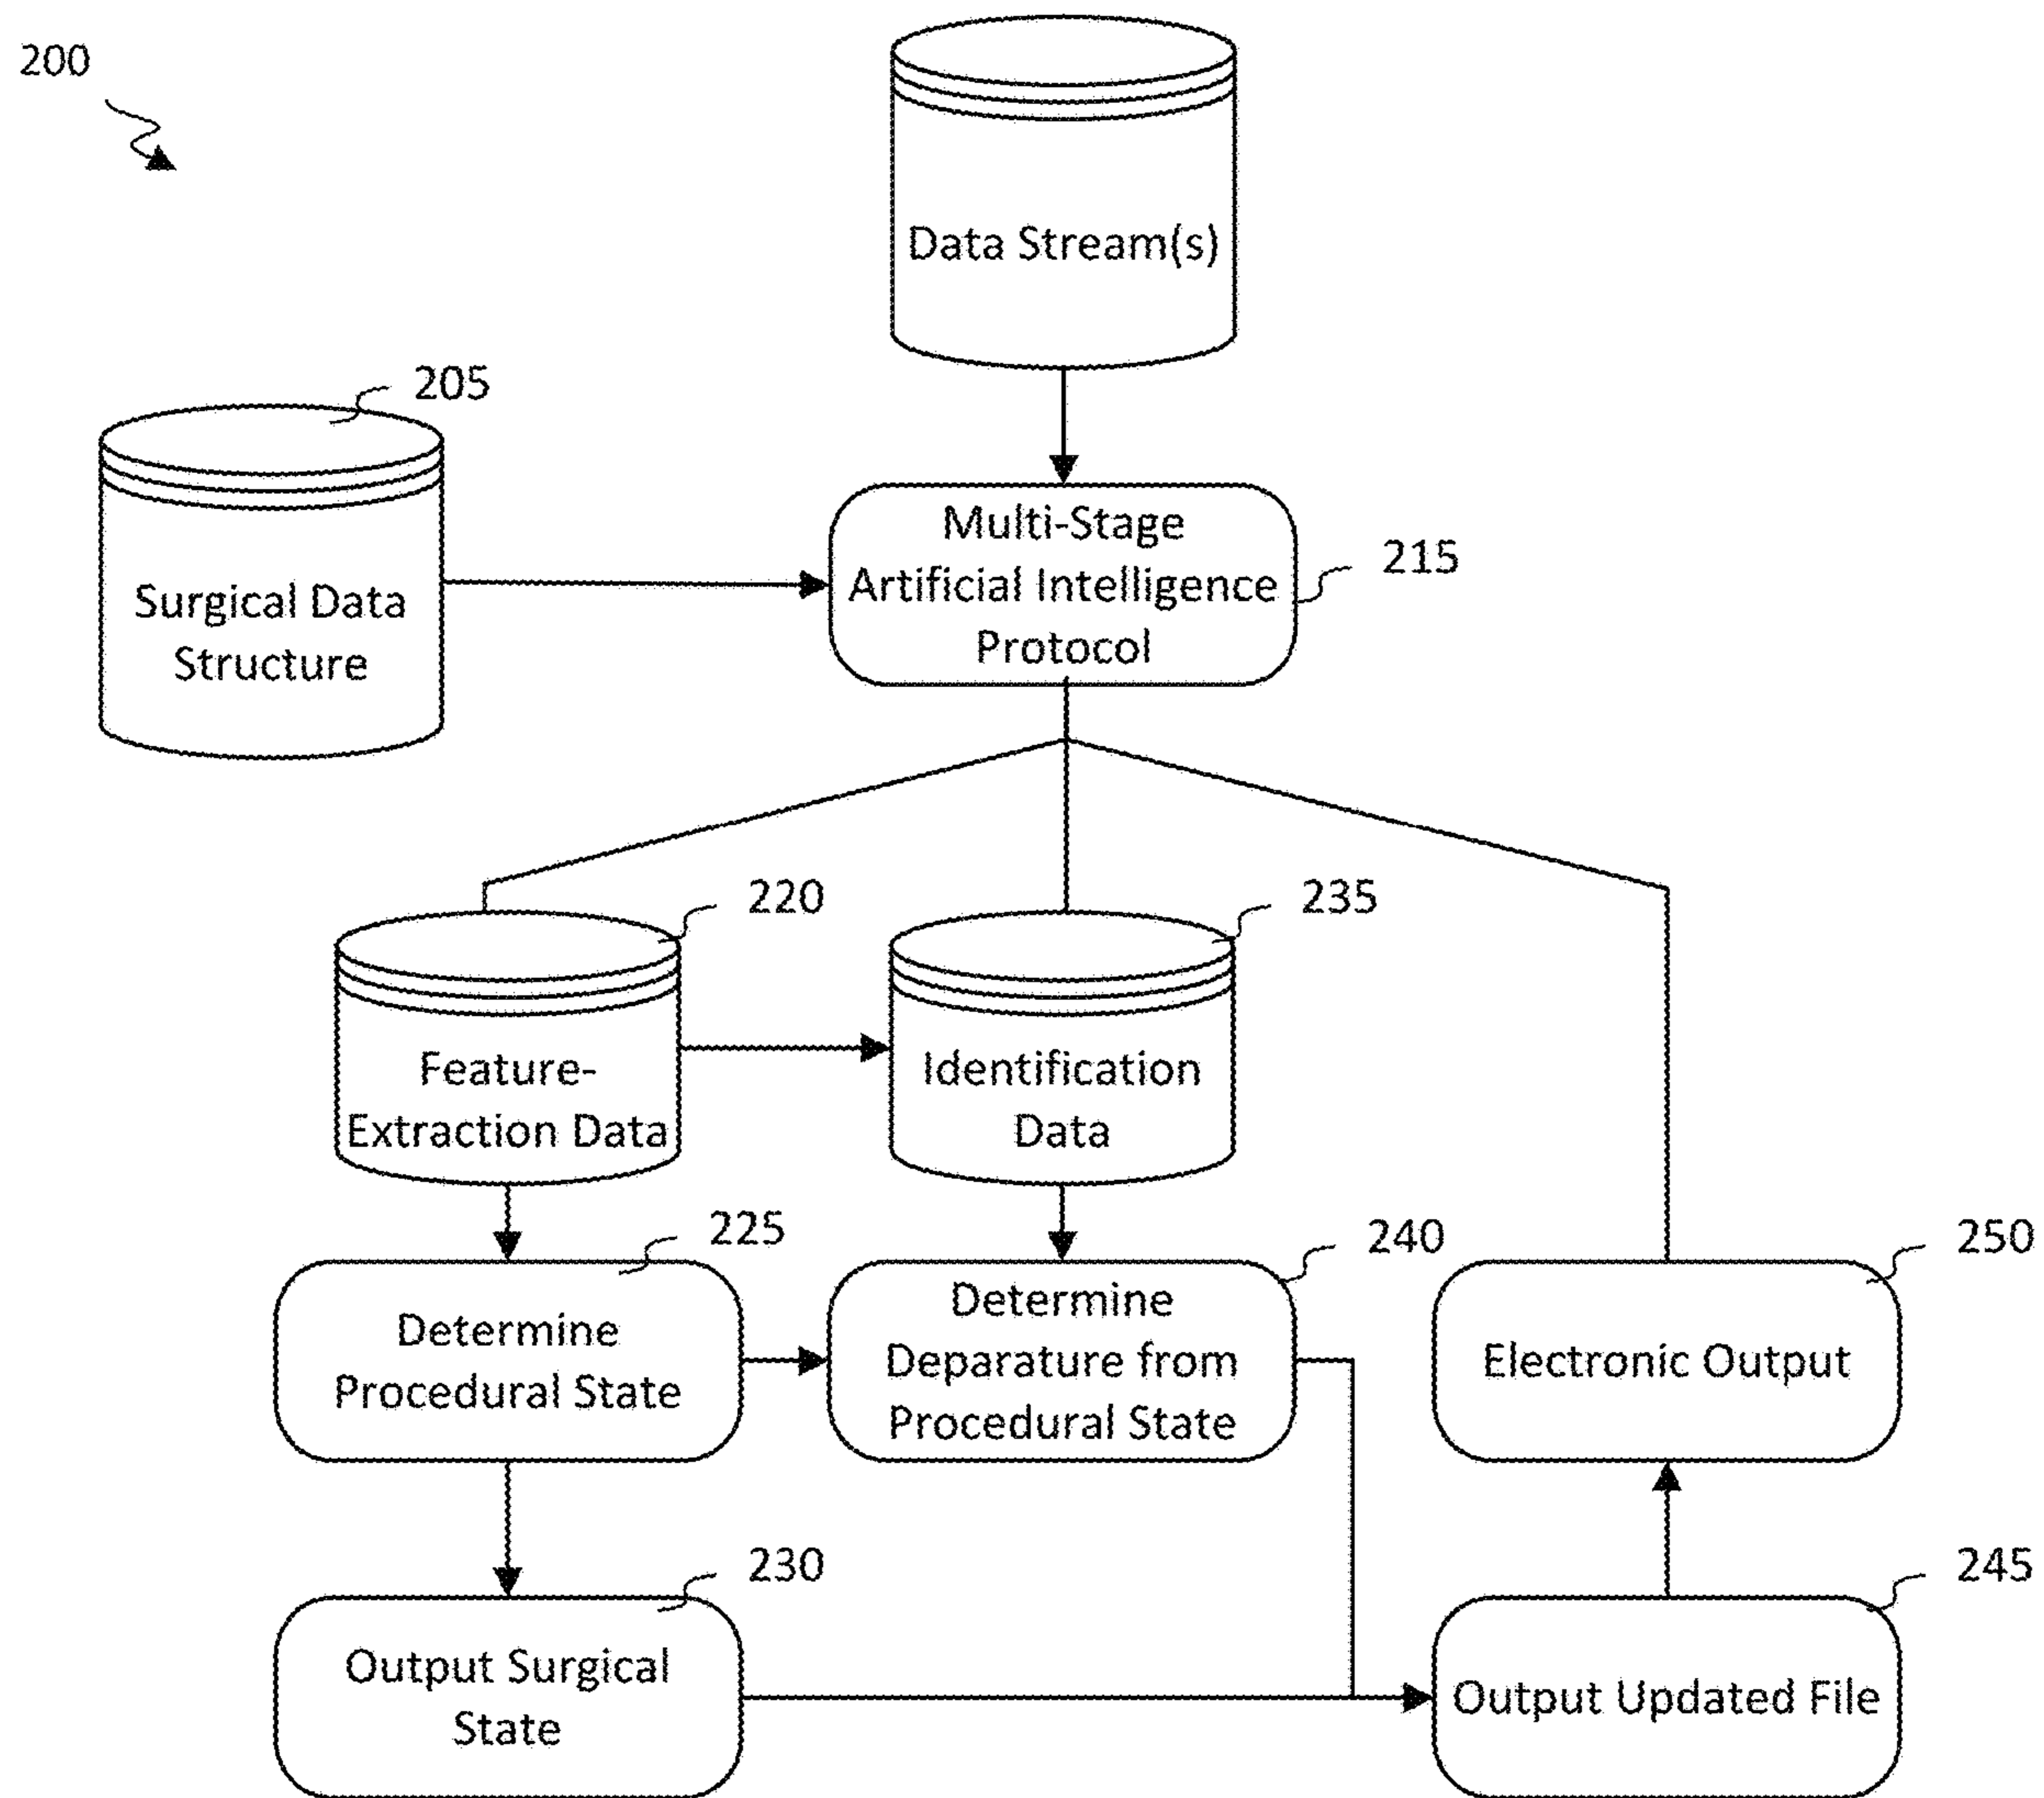 200
Data Stream(s)
205
Surgical Data
Structure
Multi-Stage
Artificial Intelligence
Protocol
215
220
Feature-
Extraction Data
235
Identification
Data
225
Determine
Procedural State
240
Determine
Deparature from
Procedural State
250
Electronic Output
230
Output Surgical
State
245
Output Updated File